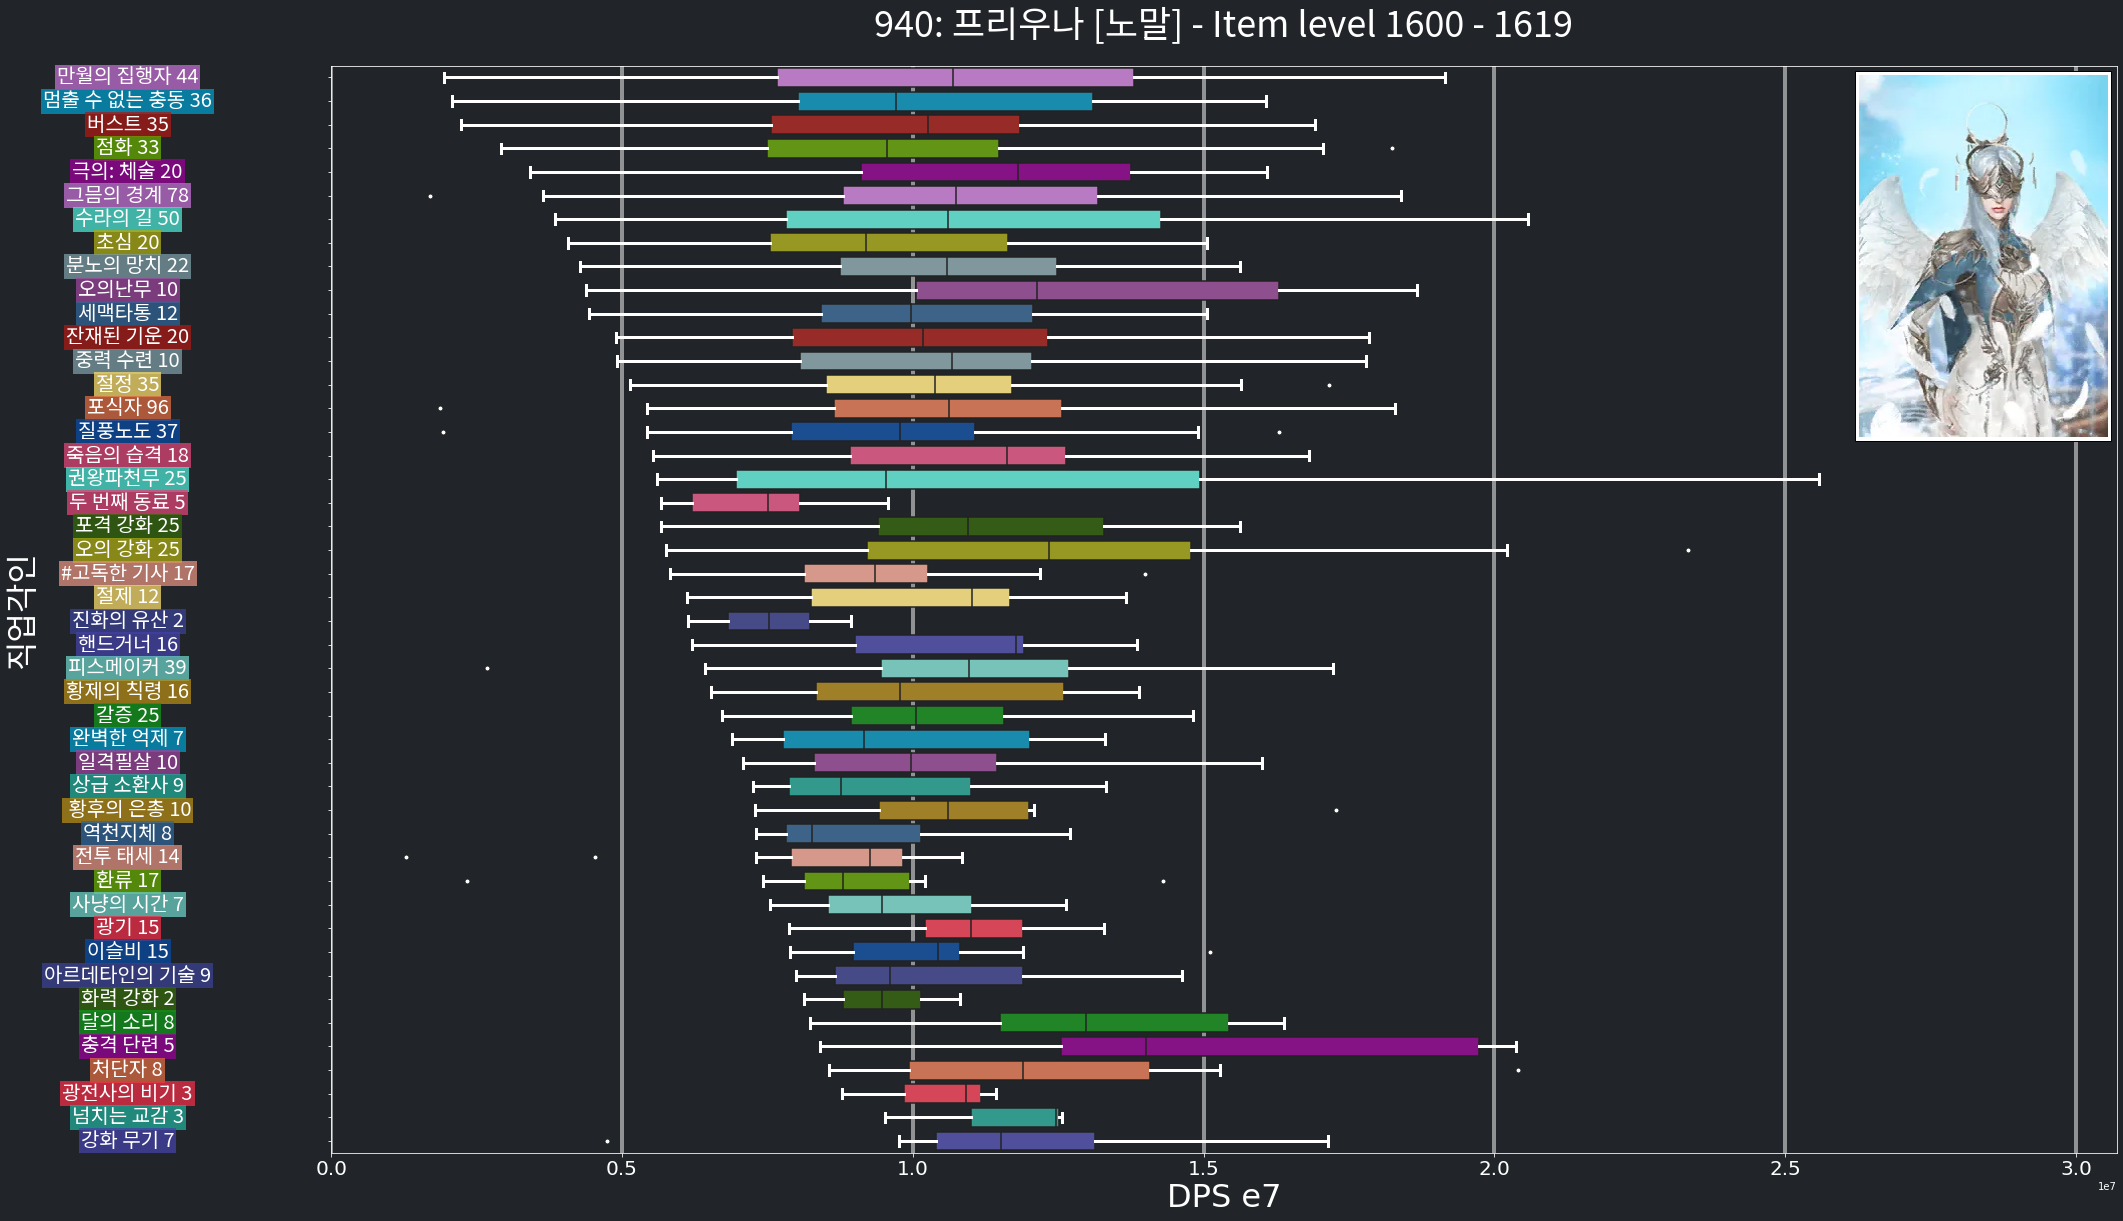 940: 프리우나 [노말] - Item level 1600 - 1619
만월의 집행자 44
멈출 수 없는 충동 36
버스트 35
점화 33
극의: 체술 20
그믐의 경계 78
수라의 길 50
초심 20
분노의 망치 22
오의난무 10
세맥타통 12
잔재된 기운 20
중력 수련 10
절정 35
포식자 96
질풍노도 37
죽음의 습격 18
권왕파천무 25
두 번째 동료 5
포격 강화 25
오의 강화 25
#고독한 기사 17
절제 12
진화의 유산 2
핸드거너 16
피스메이커 39
황제의 칙령 16
갈증 25
완벽한 억제 7
일격필살 10
상급 소환사 9
황후의 은총 10
역천지체 8
전투 태세 14
환류 17
사냥의 시간 7
광기 15
이슬비 15
아르데타인의 기술 9
화력 강화 2
달의 소리 8
충격 단련 5
처단자 8
광전사의 비기 3
넘치는 교감 3
강화 무기 7
직업각인
0.0 0.5 1.0 1.5 2.0 2.5 3.0
1e7
DPS e7